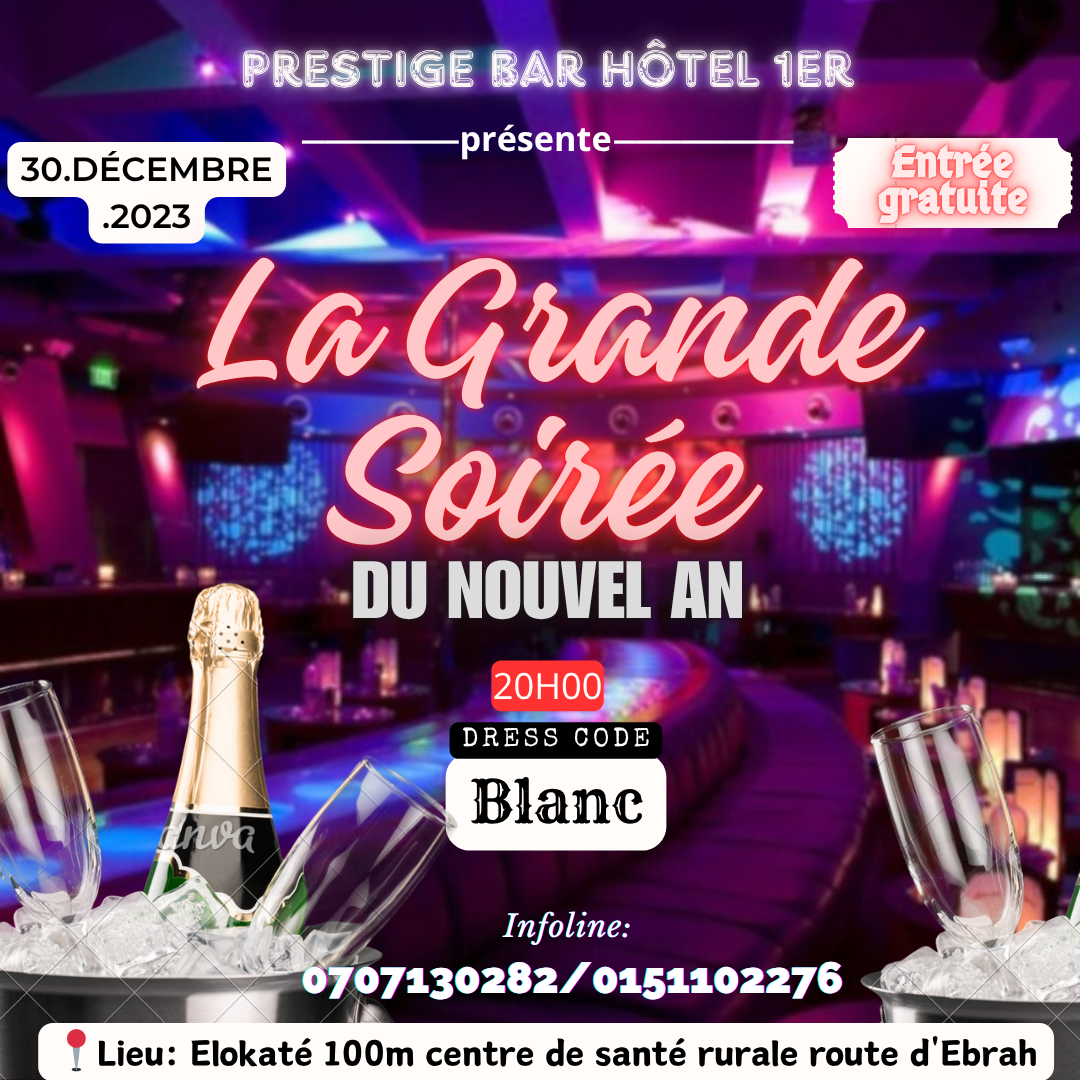 PRESTIGE BAR HÔTEL 1ER
présente
30.DÉCEMBRE
.2023
Entrée
gratuite
La Grande
Soirée
DU NOUVEL AN
20H00
DRESS CODE
Blanc
Canva
Infoline:
0707130282/0151102276
Lieu: Elokaté 100m centre de santé rurale route d'Ebrah